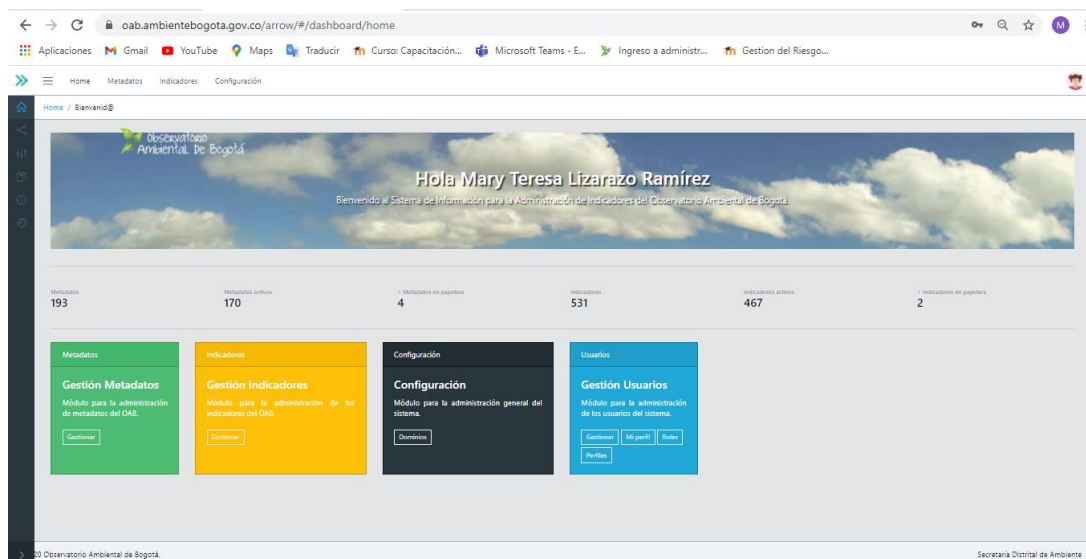 oab.ambientebogota.gov.co/arrow/#/dashboard/home
M
Aplicaciones Gmail YouTube Maps Traducir Curso: Capacitación... Microsoft Teams - E... Ingreso a administr... Gestion del Riesgo...
Home Metadatos Indicadores Configuración
Home / Bienvenid@
Observatorio
Ambiental De Bogotá
Hola Mary Teresa Lizarazo Ramírez
Bienvenido al Sistema de Información para la Administración de Indicadores del Observatorio Ambiental de Bogotá.
Metadatos Metadatos activos Metadatos en papelera Indicadores Indicadores activos Indicadores en papelera
193 170 4 531 467 2
Metadatos Indicadores Configuración Usuarios
Gestión Metadatos Gestión Indicadores Configuración Gestión Usuarios
Módulo para la administración Módulo para la administración de los Módulo para la administración general del Módulo para la administración
de metadatos del OAB. indicadores del OAB. sistema. de los usuarios del sistema.
Gestionar Gestionar Dominios Gestionar Mi perfil Roles
Perfiles
20 Observatorio Ambiental de Bogotá. Secretaría Distrital de Ambiente